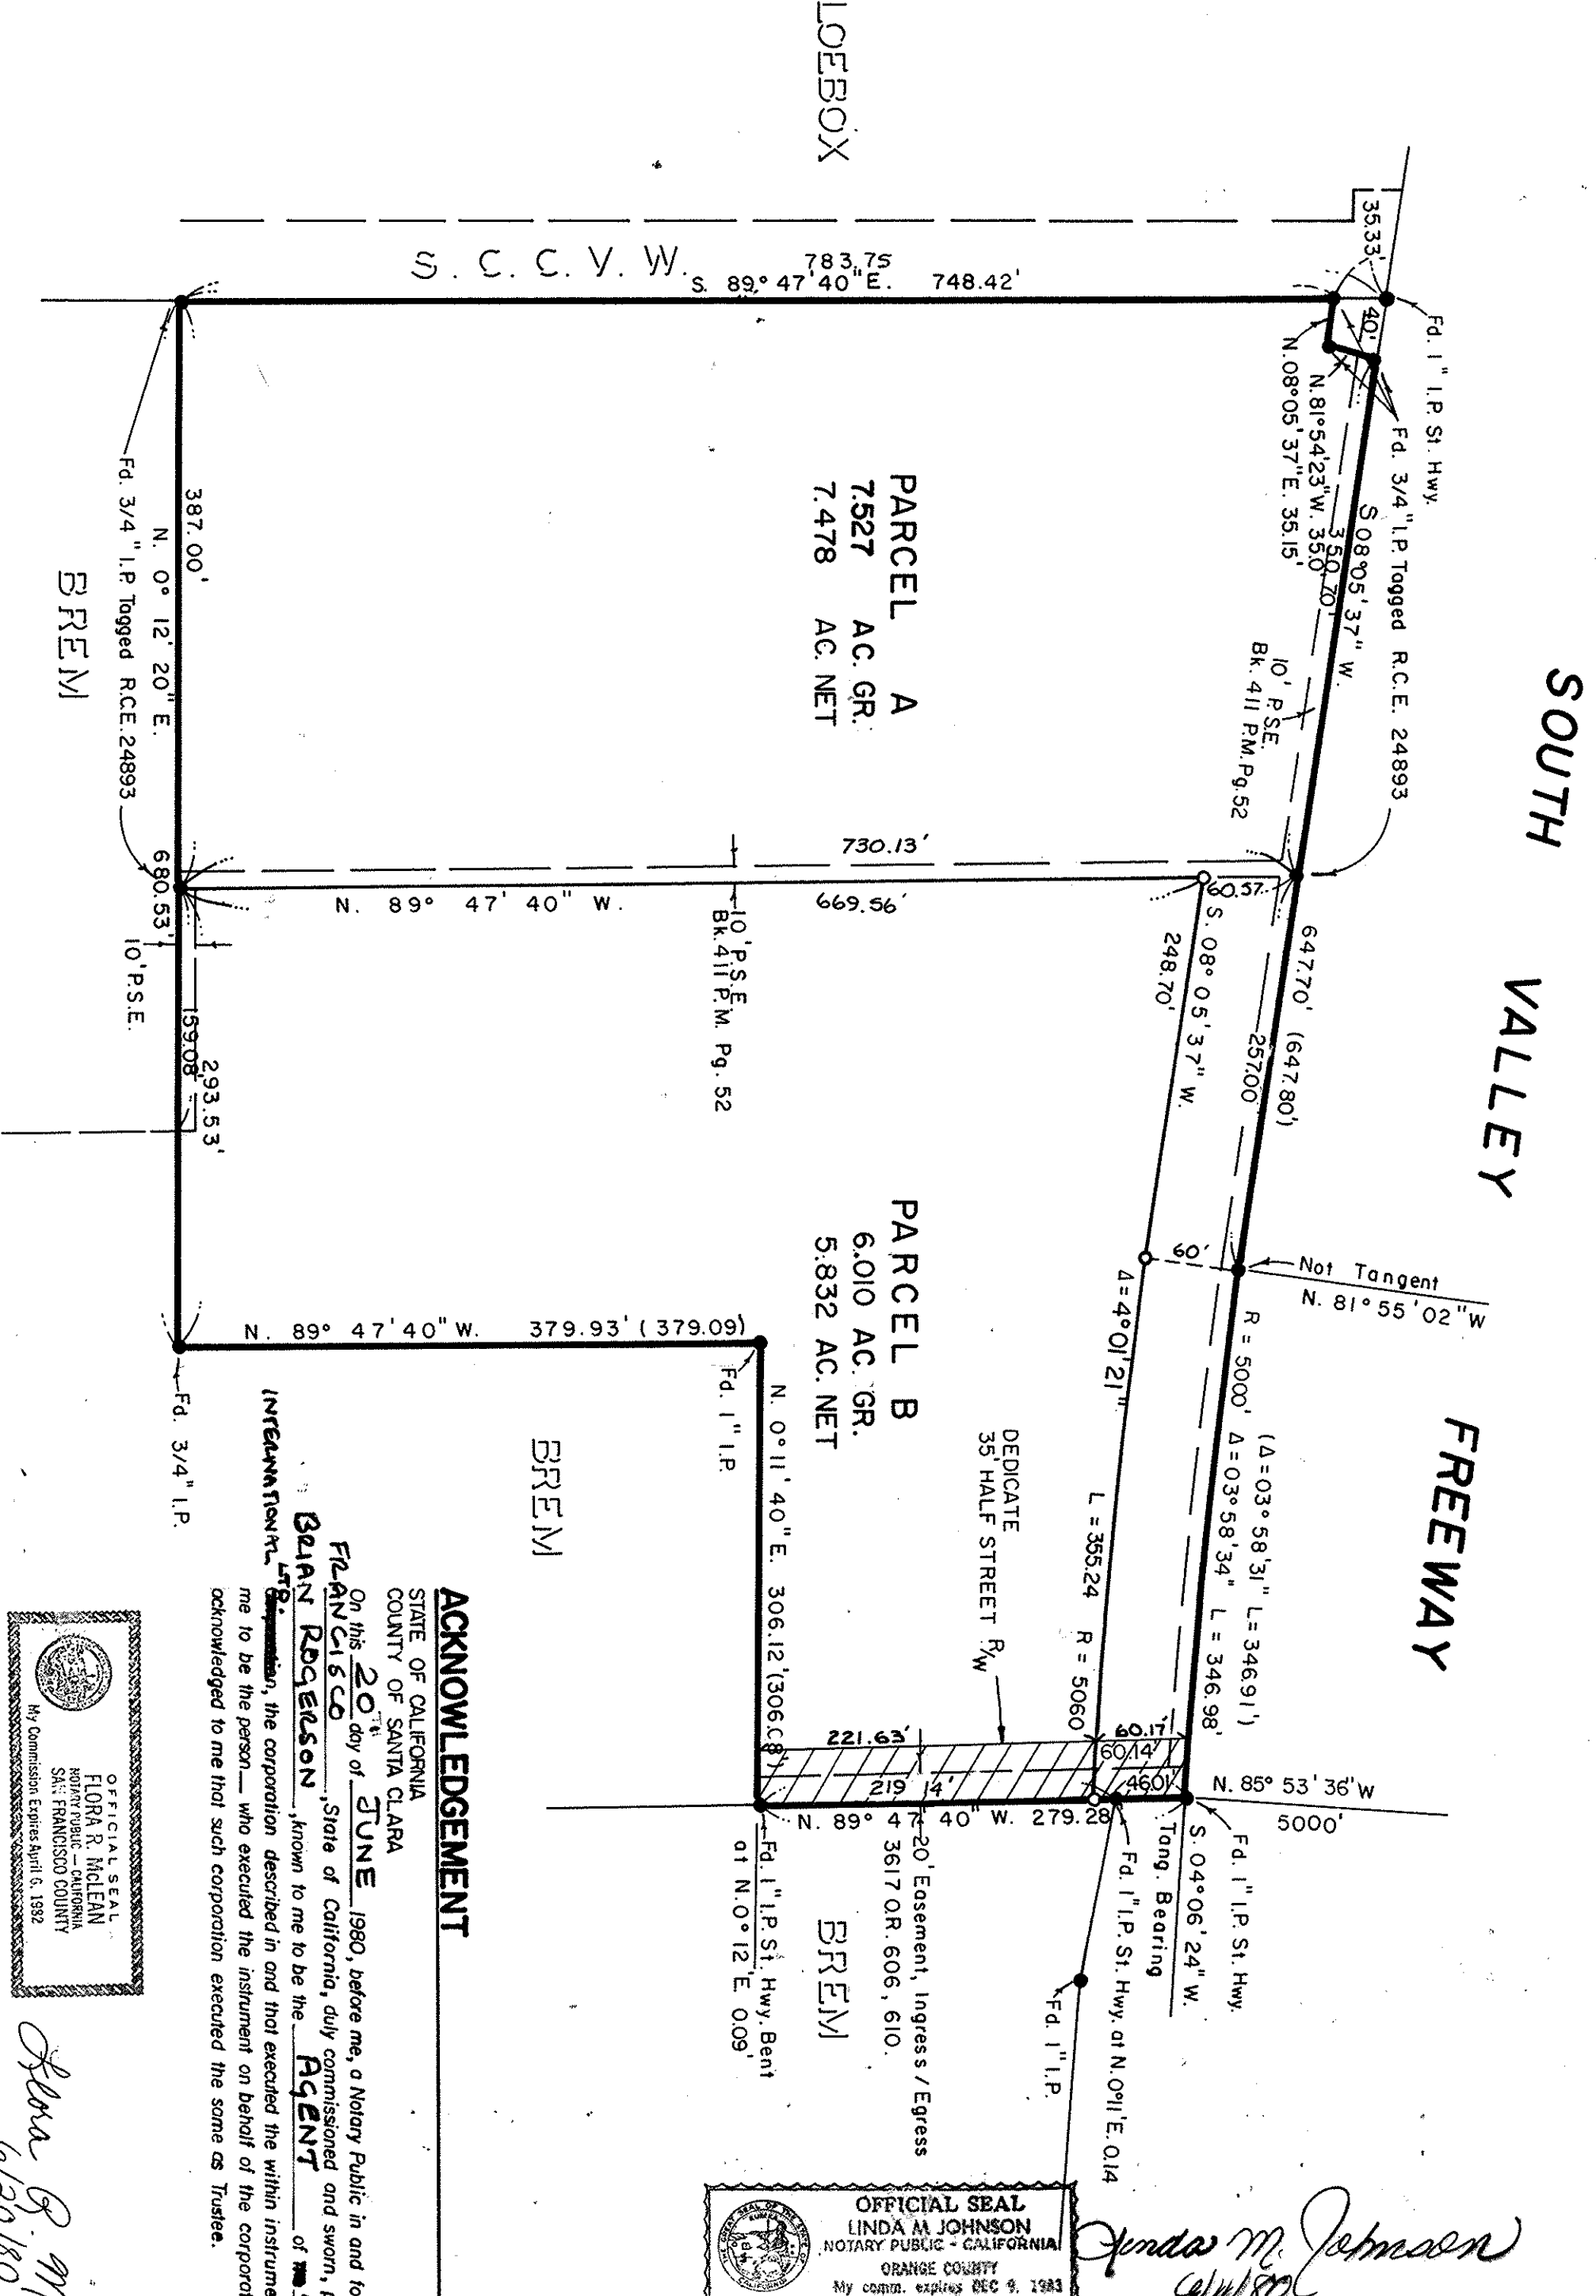 LOEBOX
SOUTH VALLEY FREEWAY
S. C. C. V. W.
783.75
S. 89° 47' 40" E. 748.42'
35.33'
40'
Fd. 1" I.P. St. Hwy.
Fd. 3/4" I.P. Tagged R.C.E. 24893
N. 08° 05' 37" E. 35.15'
N. 81° 54' 23" W. 35.0'
350.70'
S 08° 05' 37" W.
10' P.S.E.
Bk. 411 P.M. Pg. 52
PARCEL A
7.527 AC. GR.
7.478 AC. NET
387.00'
N. 0° 12' 20" E.
680.53'
Fd. 3/4" I.P. Tagged R.C.E. 24893
BREM
730.13'
N. 89° 47' 40" W. 669.56'
60.57
10' P.S.E
Bk. 411 P.M. Pg. 52
10' P.S.E.
159.08'
293.53'
647.70' (647.80')
257.00'
S. 08° 05' 37" W.
248.70'
60'
Not Tangent
N. 81° 55' 02" W
PARCEL B
6.010 AC. GR.
5.832 AC. NET
(Δ = 03° 58' 31" L = 346.91')
R = 5000' Δ = 03° 58' 34" L = 346.98'
Δ = 4° 01' 21" L = 355.24 R = 5060
DEDICATE
35' HALF STREET R/W
N. 89° 47' 40" W. 379.93' (379.09)
Fd. 1" I.P.
Fd. 3/4" I.P.
N. 0° 11' 40" E. 306.12' (306.08)
BREM
221.63'
60.17'
60.14'
219.14'
46.01'
N. 89° 47' 40" W. 279.28
N. 85° 53' 36" W
5000'
Fd. 1" I.P. St. Hwy.
S. 04° 06' 24" W.
Tang. Bearing
Fd. 1" I.P. St. Hwy. at N. 0° 11' E. 0.14
Fd. 1" I.P.
20' Easement, Ingress / Egress
3617 O.R. 606, 610.
BREM
Fd. 1" I.P. St. Hwy. Bent
at N. 0° 12' E. 0.09'
ACKNOWLEDGEMENT
STATE OF CALIFORNIA
COUNTY OF SANTA CLARA
On this 20TH day of JUNE 1980, before me, a Notary Public in and fo
FRANCISCO, State of California, duly commissioned and sworn,
BRIAN ROGERSON, known to me to be the AGENT of
INTERNATIONAL LTD., the corporation described in and that executed the within instrume
me to be the person who executed the instrument on behalf of the corporat
acknowledged to me that such corporation executed the same as Trustee.
OFFICIAL SEAL
FLORA R. McLEAN
NOTARY PUBLIC — CALIFORNIA
SAN FRANCISCO COUNTY
My Commission Expires April 6, 1982
Flora R. M
6/20/80
OFFICIAL SEAL
LINDA M JOHNSON
NOTARY PUBLIC - CALIFORNIA
ORANGE COUNTY
My comm. expires DEC 9, 1983
Linda M. Johnson